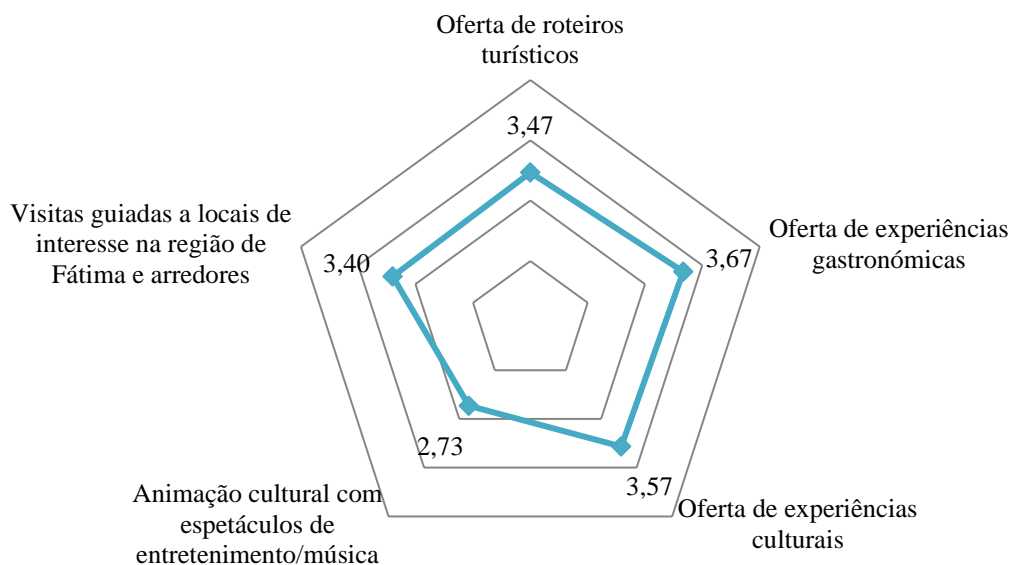 Oferta de roteiros
turísticos
3,47
Oferta de experiências
gastronómicas
3,67
Visitas guiadas a locais de
interesse na região de
Fátima e arredores
3,40
2,73
3,57
Animação cultural com
espetáculos de
entretenimento/música
Oferta de experiências
culturais